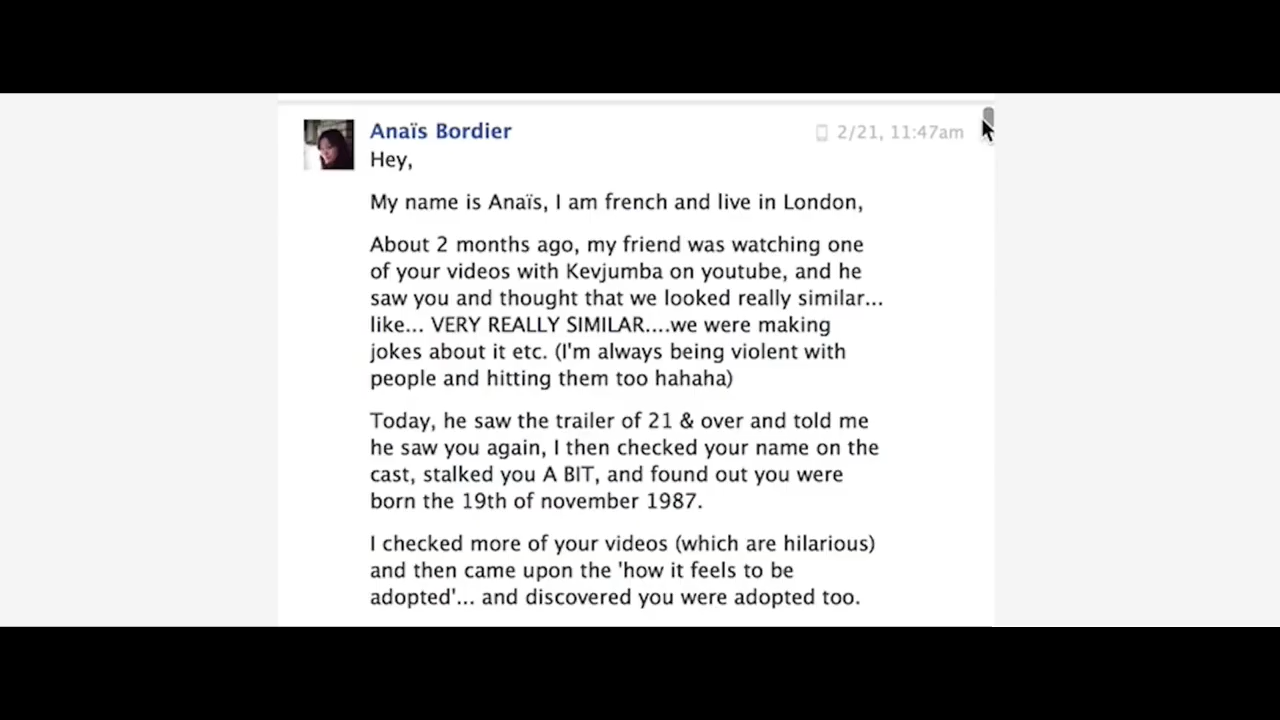 Anaïs Bordier
2/21, 11:47am
Hey,
My name is Anaïs, I am french and live in London,
About 2 months ago, my friend was watching one
of your videos with Kevjumba on youtube, and he
saw you and thought that we looked really similar...
like... VERY REALLY SIMILAR....we were making
jokes about it etc. (I'm always being violent with
people and hitting them too hahaha)
Today, he saw the trailer of 21 & over and told me
he saw you again, I then checked your name on the
cast, stalked you A BIT, and found out you were
born the 19th of november 1987.
I checked more of your videos (which are hilarious)
and then came upon the 'how it feels to be
adopted'... and discovered you were adopted too.